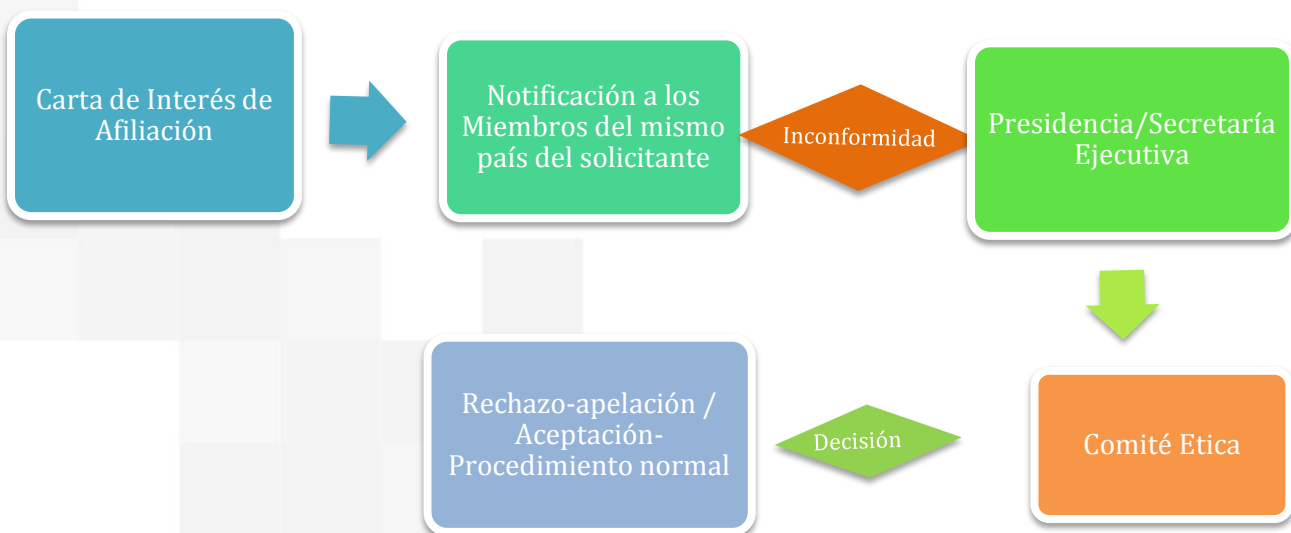 Carta de Interés de
Afiliación
Notificación a los
Miembros del mismo
país del solicitante
Inconformidad
Presidencia/Secretaría
Ejecutiva
Comité Etica
Decisión
Rechazo-apelación /
Aceptación-
Procedimiento normal